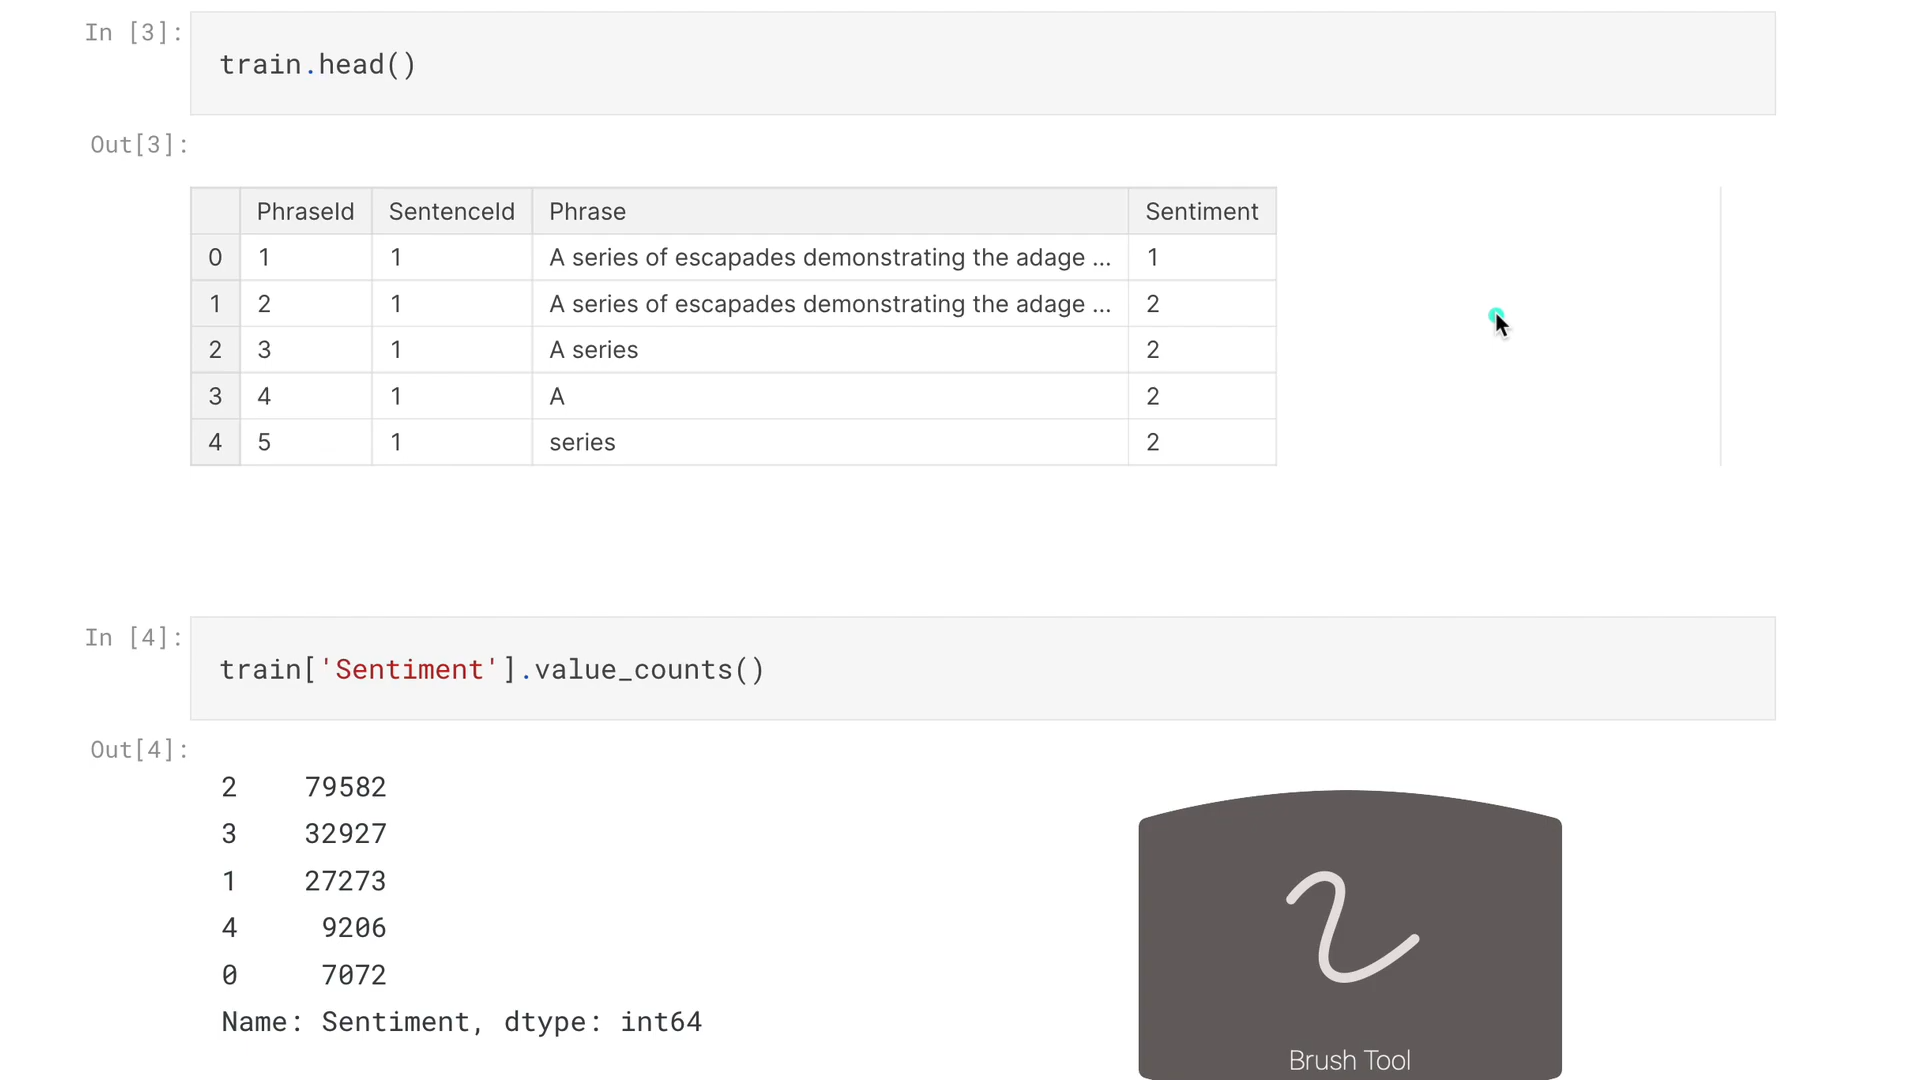 In [3]:
train.head()
Out[3]:
PhraseId SentenceId Phrase Sentiment
0 1 1 A series of escapades demonstrating the adage ... 1
1 2 1 A series of escapades demonstrating the adage ... 2
2 3 1 A series 2
3 4 1 A 2
4 5 1 series 2
In [4]:
train['Sentiment'].value_counts()
Out[4]:
2 79582
3 32927
1 27273
4 9206
0 7072
Name: Sentiment, dtype: int64
Brush Tool